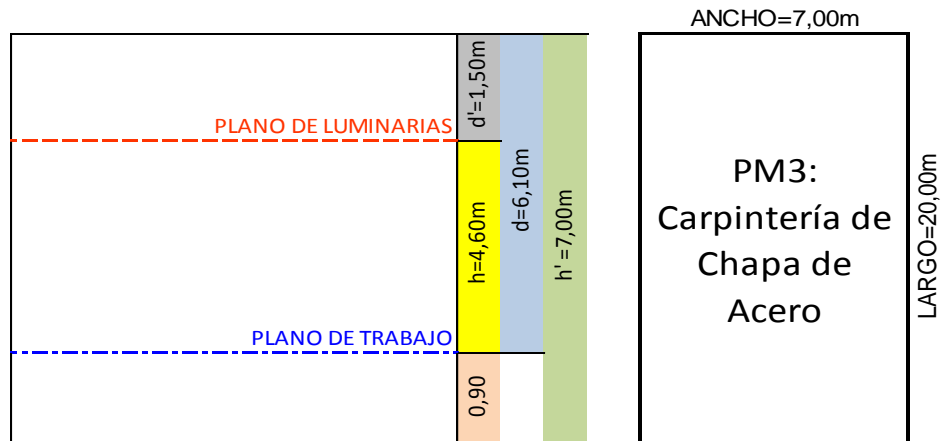 ANCHO=7,00m
d'=1,50m
PLANO DE LUMINARIAS
d=6,10m
h=4,60m
h'=7,00m
PM3:
Carpintería de
Chapa de
Acero
LARGO=20,00m
PLANO DE TRABAJO
0,90